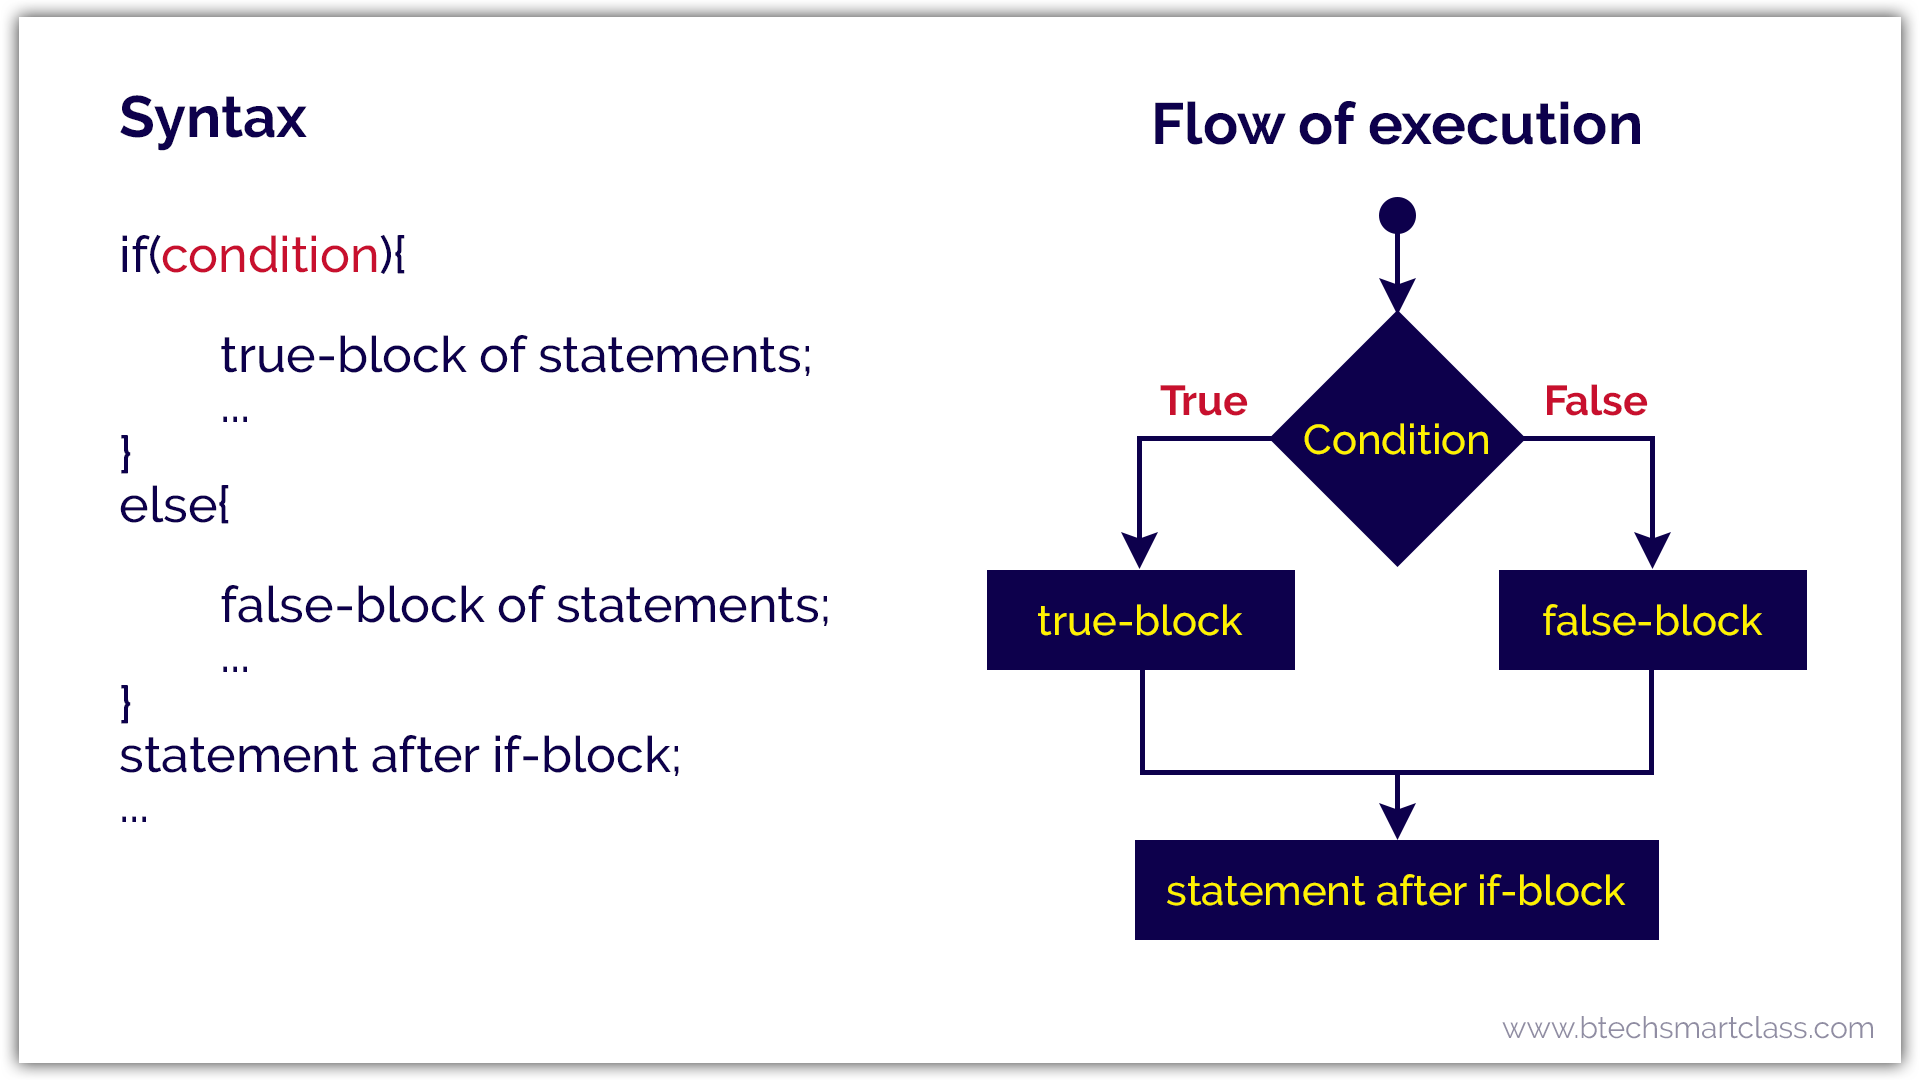 Syntax
if(condition){
true-block of statements;
...
}
else{
false-block of statements;
...
}
statement after if-block;
...
Flow of execution
True
False
Condition
true-block
false-block
statement after if-block
www.btechsmartclass.com